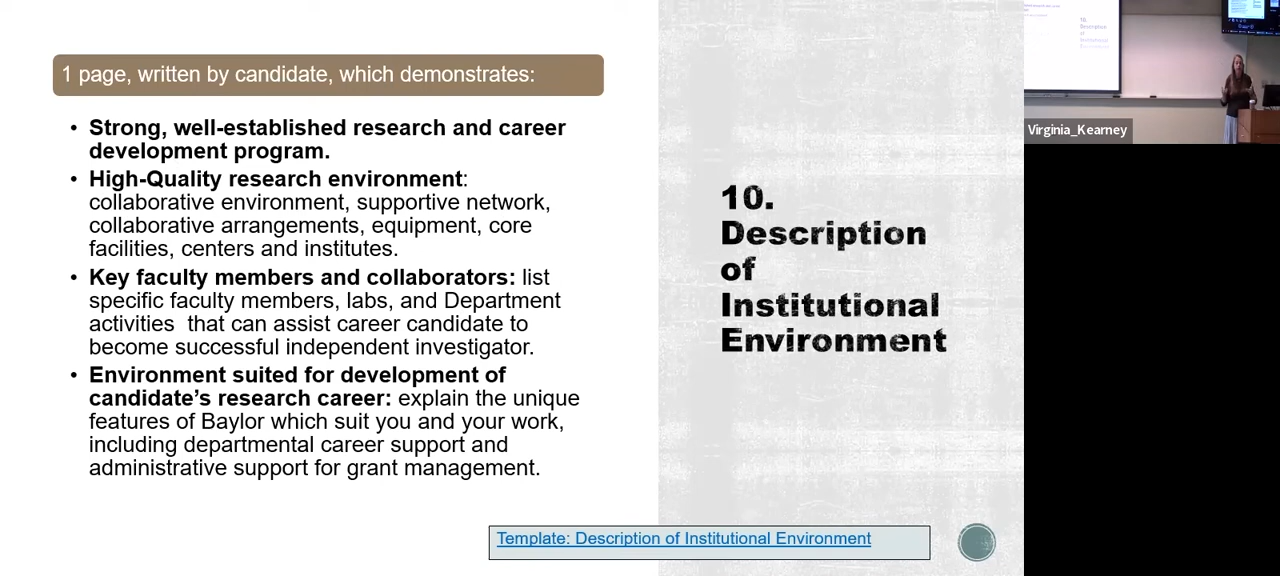 1 page, written by candidate, which demonstrates:
• Strong, well-established research and career
development program.
• High-Quality research environment:
collaborative environment, supportive network,
collaborative arrangements, equipment, core
facilities, centers and institutes.
• Key faculty members and collaborators: list
specific faculty members, labs, and Department
activities that can assist career candidate to
become successful independent investigator.
• Environment suited for development of
candidate's research career: explain the unique
features of Baylor which suit you and your work,
including departmental career support and
administrative support for grant management.
10.
Description
of
Institutional
Environment
Template: Description of Institutional Environment
10.
Description
of
Institutional
Environment
Virginia_Kearney